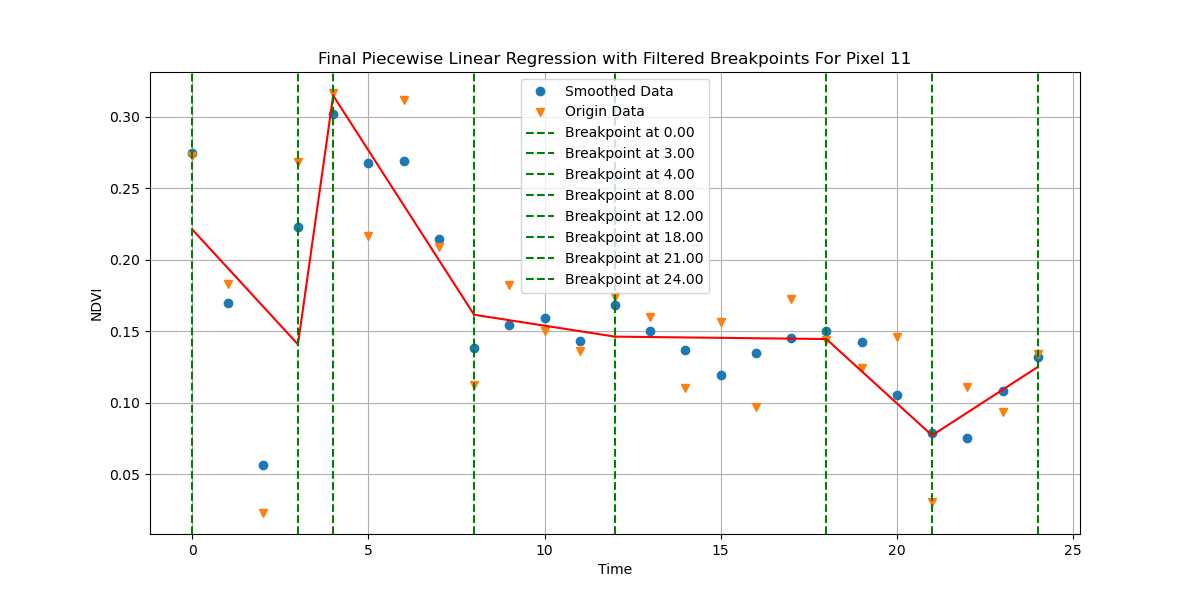 Final Piecewise Linear Regression with Filtered Breakpoints For Pixel 11
Smoothed Data
Origin Data
Breakpoint at 0.00
Breakpoint at 3.00
Breakpoint at 4.00
Breakpoint at 8.00
Breakpoint at 12.00
Breakpoint at 18.00
Breakpoint at 21.00
Breakpoint at 24.00
NDVI
0.30
0.25
0.20
0.15
0.10
0.05
0 5 10 15 20 25
Time